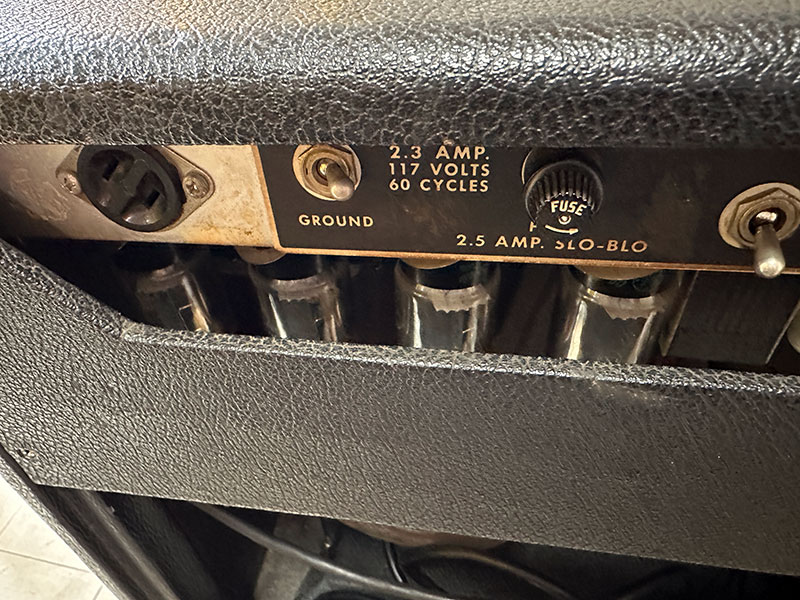 2.3 AMP.
117 VOLTS
60 CYCLES
GROUND
FUSE
2.5 AMP. SLO-BLO